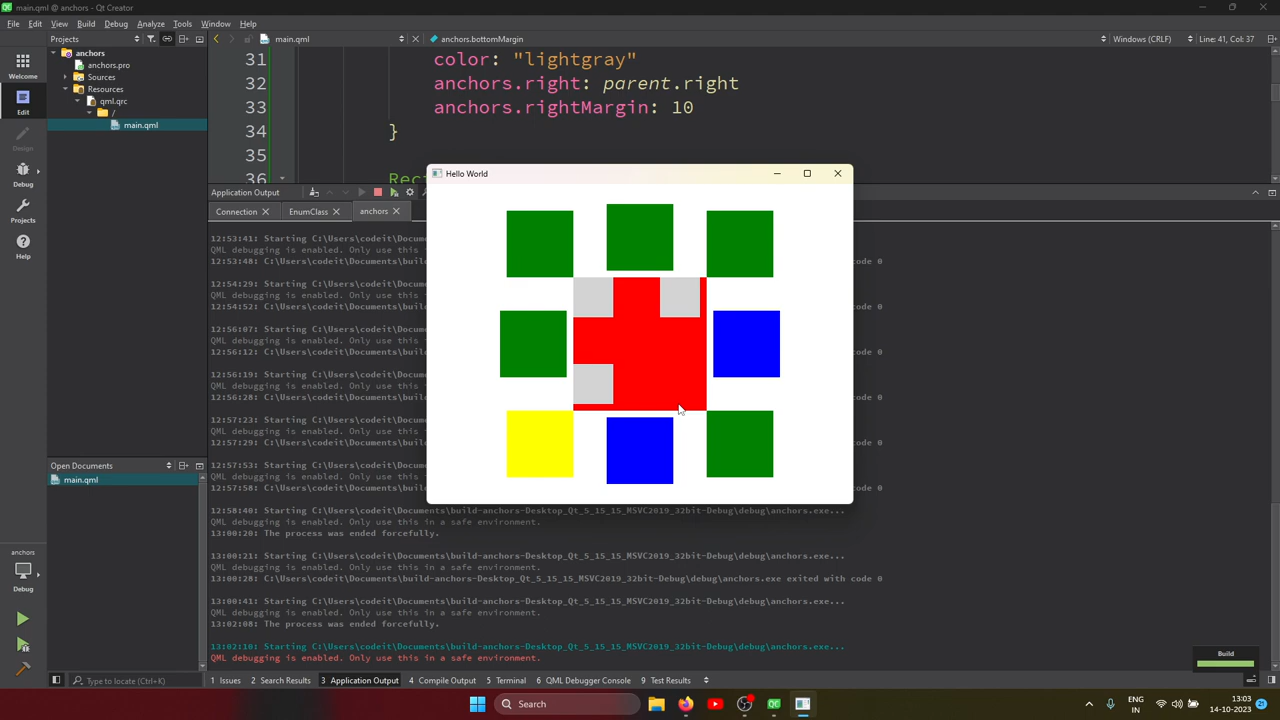 main.qml @ anchors - Qt Creator
File Edit View Build Debug Analyze Tools Window Help
Projects
main.qml
anchors.bottomMargin
Windows (CRLF)
Line: 41, Col: 37
Welcome
Edit
Design
Debug
Projects
Help
anchors
anchors.pro
Sources
Resources
qml.qrc
/
main.qml
31 color: "lightgray"
32 anchors.right: parent.right
33 anchors.rightMargin: 10
34 }
35
36
Application Output
Connection
EnumClass
anchors
Hello World
12:53:41: Starting C:\Users\codeit\Docume
QML debugging is enabled. Only use this
12:53:48: C:\Users\codeit\Documents\bui
de 0
12:54:29: Starting C:\Users\codeit\Docume
QML debugging is enabled. Only use this
12:54:52: C:\Users\codeit\Documents\bui
de 0
12:56:07: Starting C:\Users\codeit\Docume
QML debugging is enabled. Only use this
12:56:12: C:\Users\codeit\Documents\bui
de 0
12:56:19: Starting C:\Users\codeit\Docume
QML debugging is enabled. Only use this
12:56:28: C:\Users\codeit\Documents\bui
de 0
12:57:23: Starting C:\Users\codeit\Docume
QML debugging is enabled. Only use this
12:57:29: C:\Users\codeit\Documents\bui
de 0
12:57:53: Starting C:\Users\codeit\Docume
QML debugging is enabled. Only use this
12:57:58: C:\Users\codeit\Documents\bui
de 0
12:58:40: Starting C:\Users\codeit\Documents\build-anchors-Desktop_Qt_5_15_15_MSVC2019_32bit-Debug\debug\anchors.exe...
QML debugging is enabled. Only use this in a safe environment.
13:00:20: The process was ended forcefully.
13:00:21: Starting C:\Users\codeit\Documents\build-anchors-Desktop_Qt_5_15_15_MSVC2019_32bit-Debug\debug\anchors.exe...
QML debugging is enabled. Only use this in a safe environment.
13:00:28: C:\Users\codeit\Documents\build-anchors-Desktop_Qt_5_15_15_MSVC2019_32bit-Debug\debug\anchors.exe exited with code 0
13:00:41: Starting C:\Users\codeit\Documents\build-anchors-Desktop_Qt_5_15_15_MSVC2019_32bit-Debug\debug\anchors.exe...
QML debugging is enabled. Only use this in a safe environment.
13:02:08: The process was ended forcefully.
13:02:10: Starting C:\Users\codeit\Documents\build-anchors-Desktop_Qt_5_15_15_MSVC2019_32bit-Debug\debug\anchors.exe...
QML debugging is enabled. Only use this in a safe environment.
Open Documents
main.qml
anchors
Debug
Build
Type to locate (Ctrl+K)
1 Issues 2 Search Results 3 Application Output 4 Compile Output 5 Terminal 6 QML Debugger Console 9 Test Results
Search
ENG
IN
13:03
14-10-2023